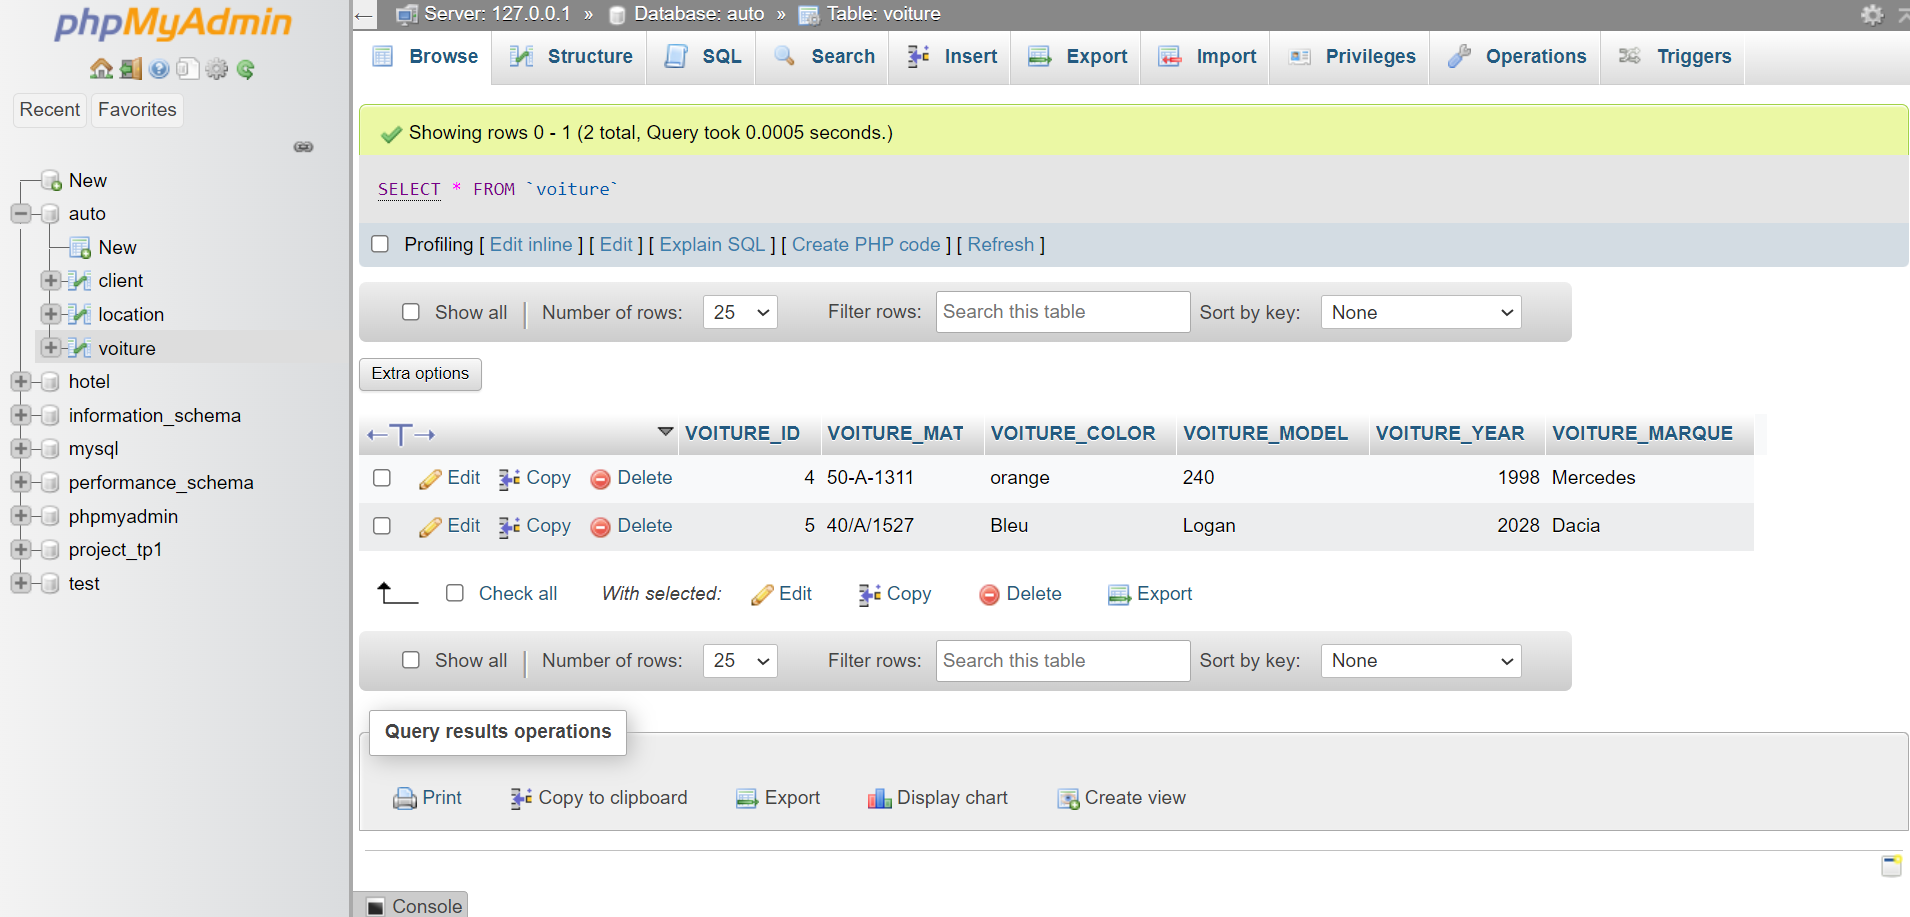 phpMyAdmin
Recent Favorites
New
auto
New
client
location
voiture
hotel
information_schema
mysql
performance_schema
phpmyadmin
project_tp1
test
Server: 127.0.0.1 » Database: auto » Table: voiture
Browse Structure SQL Search Insert Export Import Privileges Operations Triggers
Showing rows 0 - 1 (2 total, Query took 0.0005 seconds.)
SELECT * FROM `voiture`
Profiling [ Edit inline ] [ Edit ] [ Explain SQL ] [ Create PHP code ] [ Refresh ]
Show all Number of rows: 25 Filter rows: Search this table Sort by key: None
Extra options
VOITURE_ID VOITURE_MAT VOITURE_COLOR VOITURE_MODEL VOITURE_YEAR VOITURE_MARQUE
Edit Copy Delete 4 50-A-1311 orange 240 1998 Mercedes
Edit Copy Delete 5 40/A/1527 Bleu Logan 2028 Dacia
Check all With selected: Edit Copy Delete Export
Show all Number of rows: 25 Filter rows: Search this table Sort by key: None
Query results operations
Print Copy to clipboard Export Display chart Create view
Console